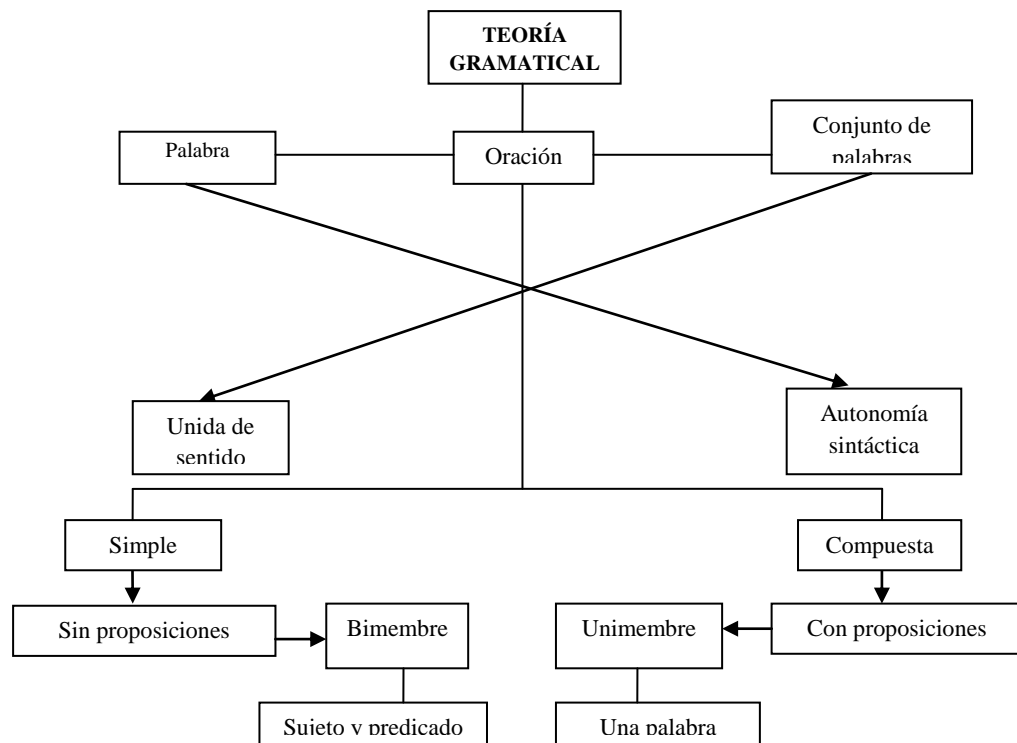 TEORÍA
GRAMATICAL
Palabra
Oración
Conjunto de
palabras
Unida de
sentido
Autonomía
sintáctica
Simple
Compuesta
Sin proposiciones
Bimembre
Unimembre
Con proposiciones
Sujeto y predicado
Una palabra